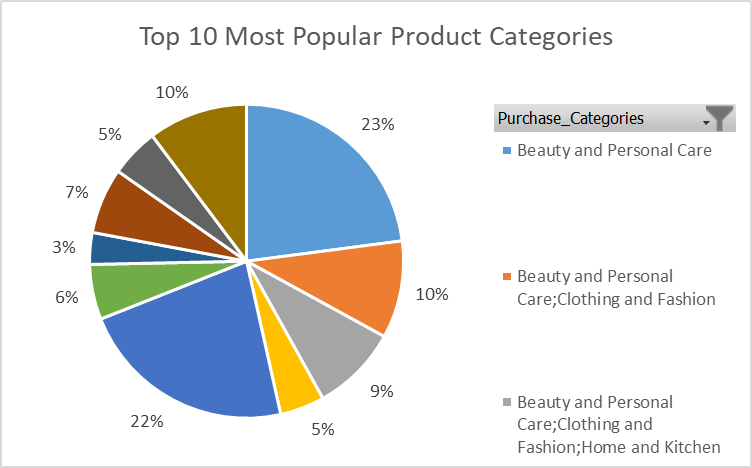 Top 10 Most Popular Product Categories
10%
23%
5%
7%
3%
6%
22%
5%
9%
10%
Purchase_Categories
Beauty and Personal Care
Beauty and Personal
Care;Clothing and Fashion
Beauty and Personal
Care;Clothing and
Fashion;Home and Kitchen